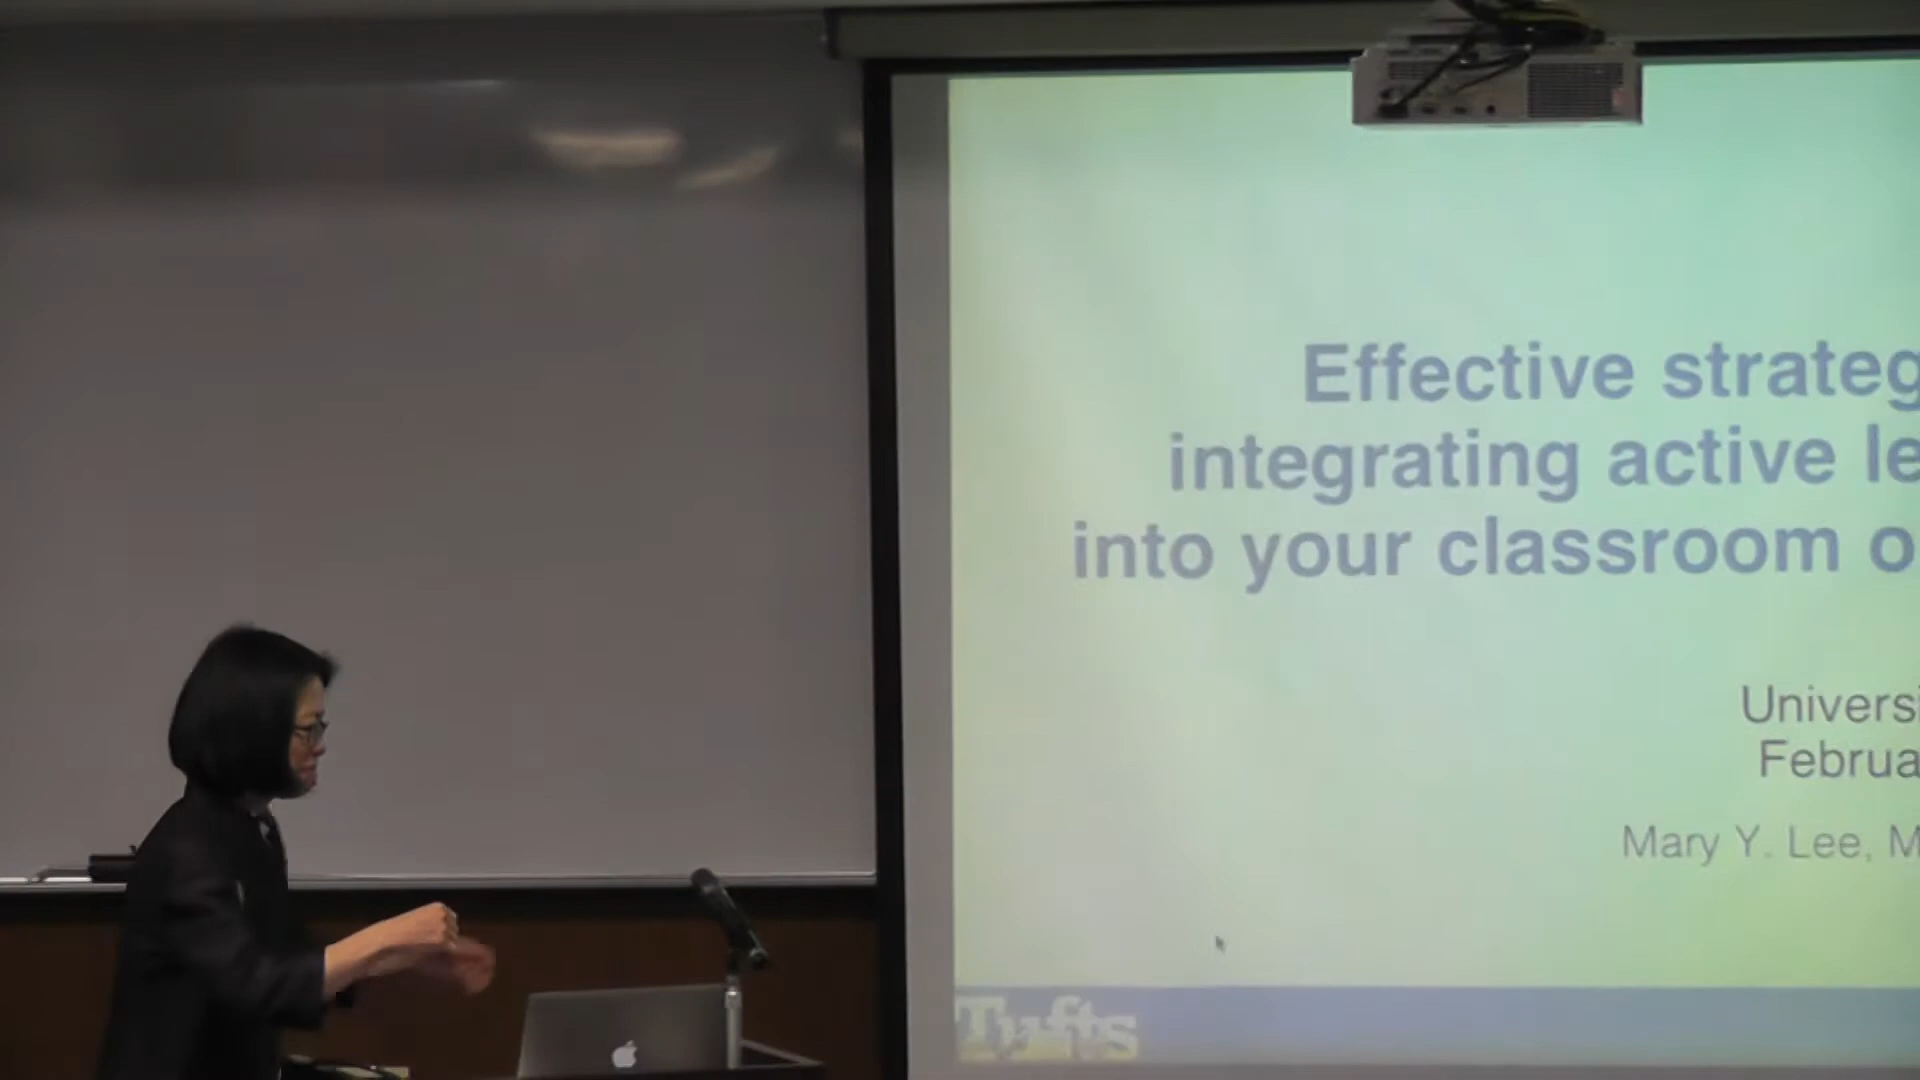 Effective strateg
integrating active le
into your classroom o
Universi
Februa
Mary Y. Lee, M
Tufts